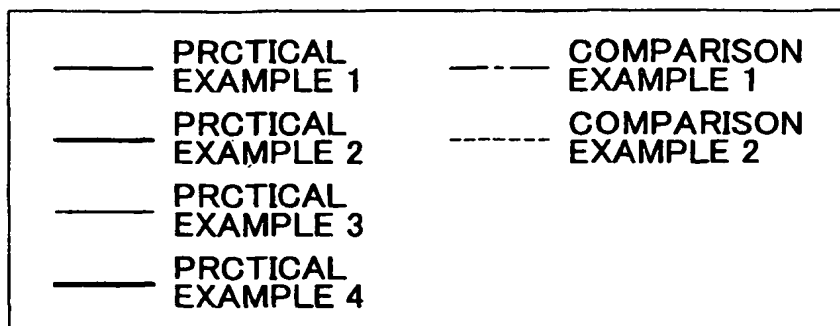 PRCTICAL
EXAMPLE 1
PRCTICAL
EXAMPLE 2
PRCTICAL
EXAMPLE 3
PRCTICAL
EXAMPLE 4
COMPARISON
EXAMPLE 1
COMPARISON
EXAMPLE 2